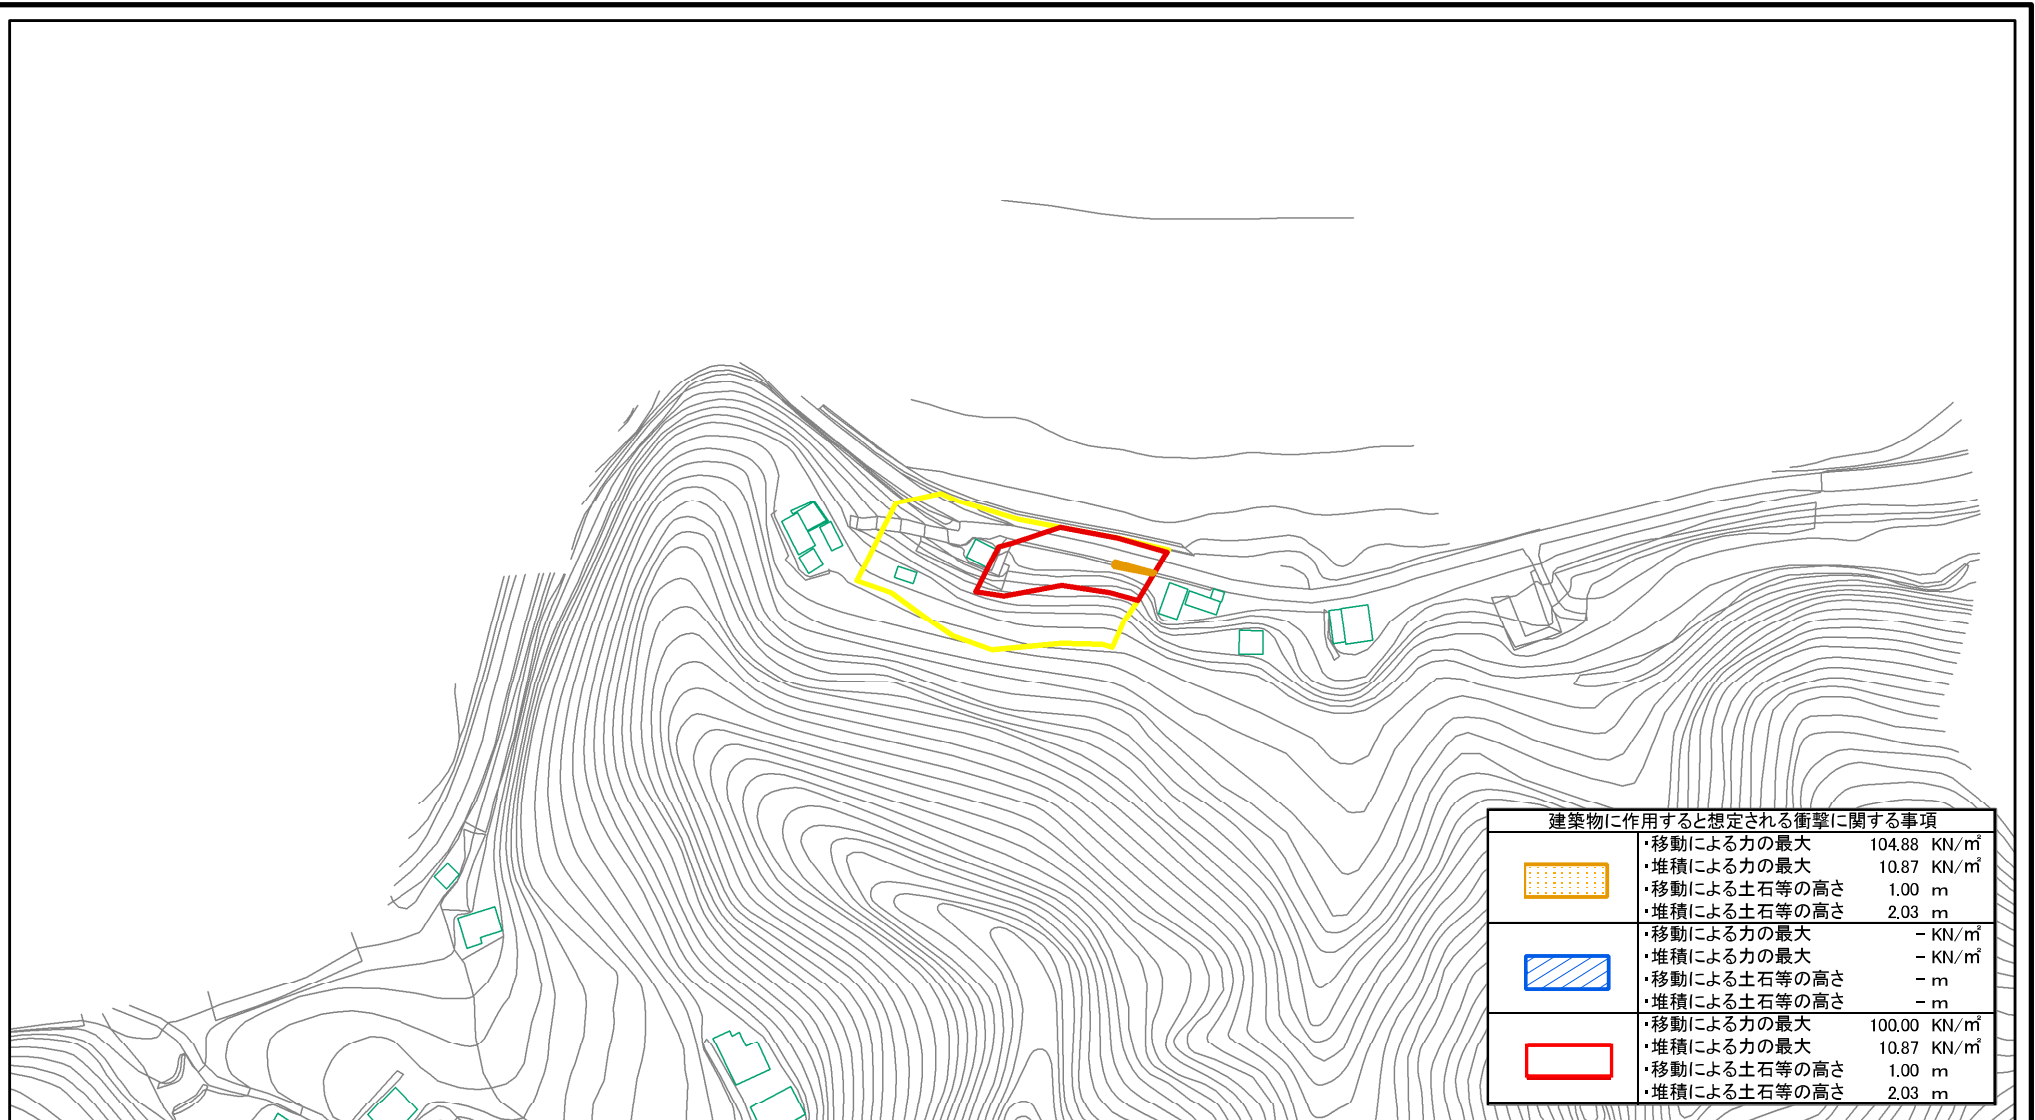 建築物に作用すると想定される衝撃に関する事項
・移動による力の最大 104.88 KN/㎡
・堆積による力の最大 10.87 KN/㎡
・移動による土石等の高さ 1.00 m
・堆積による土石等の高さ 2.03 m
・移動による力の最大 - KN/㎡
・堆積による力の最大 - KN/㎡
・移動による土石等の高さ - m
・堆積による土石等の高さ - m
・移動による力の最大 100.00 KN/㎡
・堆積による力の最大 10.87 KN/㎡
・移動による土石等の高さ 1.00 m
・堆積による土石等の高さ 2.03 m